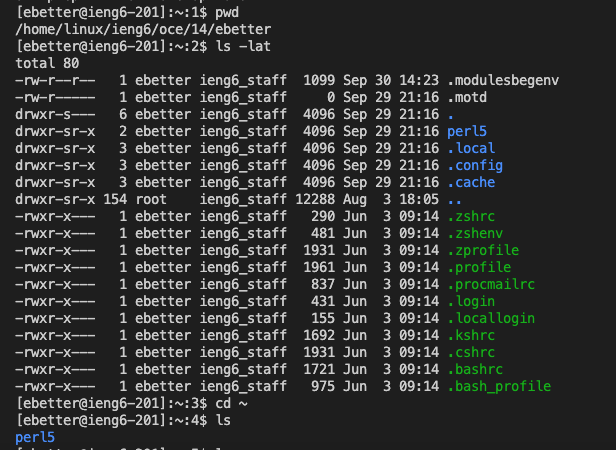 [ebetter@ieng6-201]:~:1$ pwd
/home/linux/ieng6/oce/14/ebetter
[ebetter@ieng6-201]:~:2$ ls -lat
total 80
-rw-r--r--   1 ebetter ieng6_staff  1099 Sep 30 14:23 .modulesbegenv
-rw-r-----   1 ebetter ieng6_staff     0 Sep 29 21:16 .motd
drwxr-s---   6 ebetter ieng6_staff  4096 Sep 29 21:16 .
drwxr-sr-x   2 ebetter ieng6_staff  4096 Sep 29 21:16 perl5
drwxr-sr-x   3 ebetter ieng6_staff  4096 Sep 29 21:16 .local
drwxr-sr-x   3 ebetter ieng6_staff  4096 Sep 29 21:16 .config
drwxr-sr-x   3 ebetter ieng6_staff  4096 Sep 29 21:16 .cache
drwxr-sr-x 154 root    ieng6_staff 12288 Aug  3 18:05 ..
-rwxr-x---   1 ebetter ieng6_staff   290 Jun  3 09:14 .zshrc
-rwxr-x---   1 ebetter ieng6_staff   481 Jun  3 09:14 .zshenv
-rwxr-x---   1 ebetter ieng6_staff  1931 Jun  3 09:14 .zprofile
-rwxr-x---   1 ebetter ieng6_staff  1961 Jun  3 09:14 .profile
-rwxr-x---   1 ebetter ieng6_staff   837 Jun  3 09:14 .procmailrc
-rwxr-x---   1 ebetter ieng6_staff   431 Jun  3 09:14 .login
-rwxr-x---   1 ebetter ieng6_staff   155 Jun  3 09:14 .locallogin
-rwxr-x---   1 ebetter ieng6_staff  1692 Jun  3 09:14 .kshrc
-rwxr-x---   1 ebetter ieng6_staff  1931 Jun  3 09:14 .cshrc
-rwxr-x---   1 ebetter ieng6_staff  1721 Jun  3 09:14 .bashrc
-rwxr-x---   1 ebetter ieng6_staff   975 Jun  3 09:14 .bash_profile
[ebetter@ieng6-201]:~:3$ cd ~
[ebetter@ieng6-201]:~:4$ ls
perl5